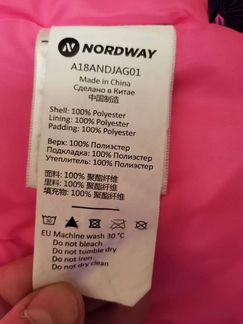 NORDWAY
A18ANDJAG01
Made in China
Сделано в Китае
中国制造
Shell: 100% Polyester
Lining: 100% Polyester
Padding: 100% Polyester
Верх: 100% Полиэстер
Подкладка: 100% Полиэстер
Утеплитель: 100% Полиэстер
面料: 100% 聚酯纤维
里料: 100% 聚酯纤维
填充物: 100% 聚酯纤维
EU Machine wash 30 °C
Do not bleach
Do not tumble dry
Do not iron
Do not dry clean